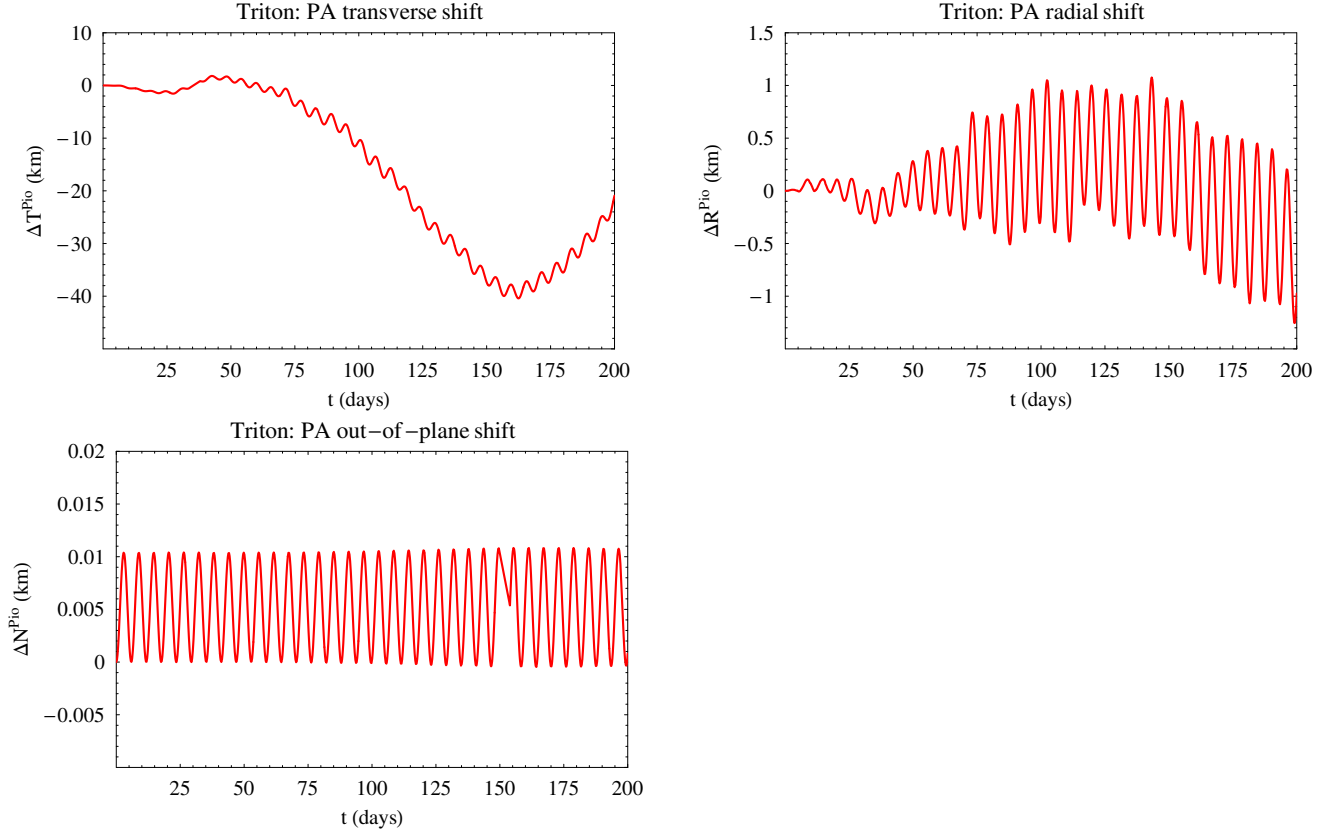 Triton: PA transverse shift
10
0
−10
−20
−30
−40
ΔT^Pio (km)
25 50 75 100 125 150 175 200
t (days)
Triton: PA radial shift
1.5
1
0.5
0
−0.5
−1
ΔR^Pio (km)
25 50 75 100 125 150 175 200
t (days)
Triton: PA out−of−plane shift
0.02
0.015
0.01
0.005
0
−0.005
ΔN^Pio (km)
25 50 75 100 125 150 175 200
t (days)